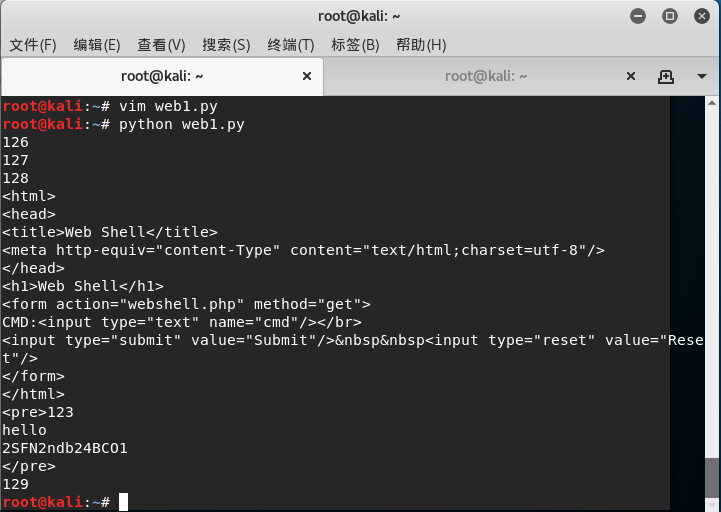 root@kali: ~
文件(F) 编辑(E) 查看(V) 搜索(S) 终端(T) 标签(B) 帮助(H)
root@kali: ~ root@kali: ~
root@kali:~# vim web1.py
root@kali:~# python web1.py
126
127
128
<html>
<head>
<title>Web Shell</title>
<meta http-equiv="content-Type" content="text/html;charset=utf-8"/>
</head>
<h1>Web Shell</h1>
<form action="webshell.php" method="get">
CMD:<input type="text" name="cmd"/></br>
<input type="submit" value="Submit"/>&nbsp&nbsp<input type="reset" value="Rese
t"/>
</form>
</html>
<pre>123
hello
2SFN2ndb24BCO1
</pre>
129
root@kali:~#